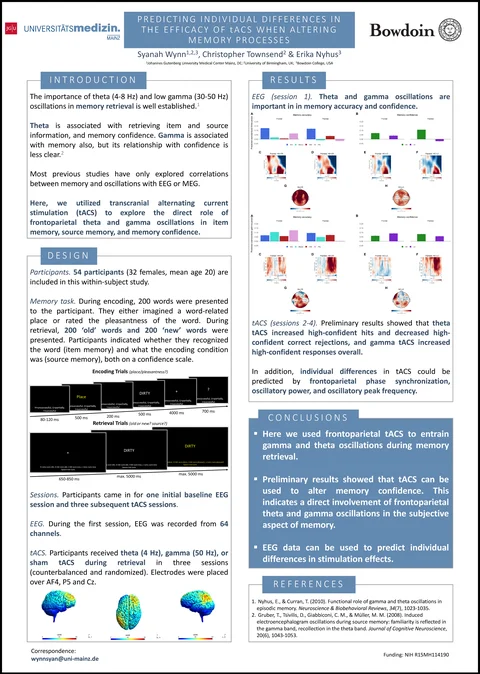 UNIVERSITÄTSmedizin.
MAINZ
PREDICTING INDIVIDUAL DIFFERENCES IN
THE EFFICACY OF tACS WHEN ALTERING
MEMORY PROCESSES
Syanah Wynn1,2,3, Christopher Townsend2 & Erika Nyhus3
1Johannes Gutenberg University Medical Mainz, DE; 2University of Birmingham, UK; 3Bowdoin College, USA
Bowdoin
INTRODUCTION
The importance of theta (4-8 Hz) and low gamma (30-50 Hz)
oscillations in memory retrieval is well established.1
Theta is associated with retrieving item and source
information, and memory confidence. Gamma is associated
with memory also, but its relationship with confidence is
less clear.2
Most previous studies have only explored correlations
between memory and oscillations with EEG or MEG.
Here, we utilized transcranial alternating current
stimulation (tACS) to explore the direct role of
frontoparietal theta and gamma oscillations in item
memory, source memory, and memory confidence.
DESIGN
Participants. 54 participants (32 females, mean age 20) are
included in this within-subject study.
Memory task. During encoding, 200 words were presented
to the participant. They either imagined a word-related
place or rated the pleasantness of the word. During
retrieval, 200 'old' words and 200 'new' words were
presented. Participants indicated whether they recognized
the word (item memory) and what the encoding condition
was (source memory), both on a confidence scale.
Encoding Trials (place/pleasantness?)
Place
DIRTY
80-120 ms
500 ms
200 ms
500 ms
4000 ms
700 ms
Retrieval Trials (old or new? source?)
DIRTY
DIRTY
650-850 ms
max. 5000 ms
max. 5000 ms
Sessions. Participants came in for one initial baseline EEG
session and three subsequent tACS sessions.
EEG. During the first session, EEG was recorded from 64
channels.
tACS. Participants received theta (4 Hz), gamma (50 Hz), or
sham tACS during retrieval in three sessions
(counterbalanced and randomized). Electrodes were placed
over AF4, P5 and Cz.
Correspondence:
wynnsyan@uni-mainz.de
RESULTS
EEG (session 1). Theta and gamma oscillations are
important in in memory accuracy and confidence.
tACS (sessions 2-4). Preliminary results showed that theta
tACS increased high-confident hits and decreased high-
confident correct rejections, and gamma tACS increased
high-confident responses overall.
In addition, individual differences in tACS could be
predicted by frontoparietal phase synchronization,
oscillatory power, and oscillatory peak frequency.
CONCLUSIONS
▪ Here we used frontoparietal tACS to entrain
gamma and theta oscillations during memory
retrieval.
▪ Preliminary results showed that tACS can be
used to alter memory confidence. This
indicates a direct involvement of frontoparietal
theta and gamma oscillations in the subjective
aspect of memory.
▪ EEG data can be used to predict individual
differences in stimulation effects.
REFERENCES
1. Nyhus, E., & Curran, T. (2010). Functional role of gamma and theta oscillations in
episodic memory. Neuroscience & Biobehavioral Reviews, 34(7), 1023-1035.
2. Gruber, T., Tsivilis, D., Giabbiconi, C. M., & Müller, M. M. (2008). Induced
electroencephalogram oscillations during source memory: familiarity is reflected in
the gamma band, recollection in the theta band. Journal of Cognitive Neuroscience,
20(6), 1043-1053.
Funding: NIH R15MH114190